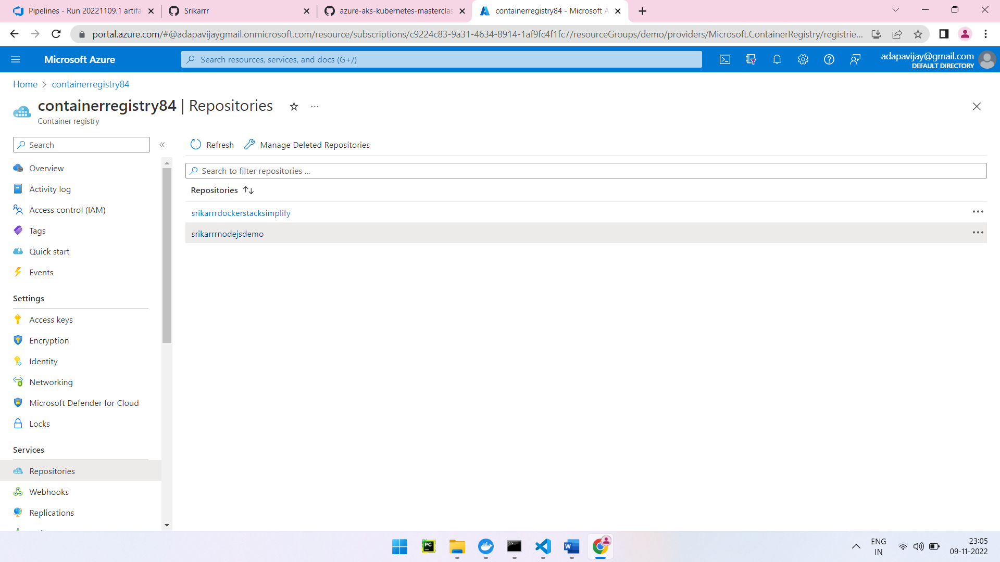 Pipelines - Run 20221109.1 artifa
Srikarrr
azure-aks-kubernetes-masterclas
containerregistry84 - Microsoft A
portal.azure.com/#@adapavijaygmail.onmicrosoft.com/resource/subscriptions/c9224c83-9a31-4634-8914-1af9fc4f1fc7/resourceGroups/demo/providers/Microsoft.ContainerRegistry/registrie...
Microsoft Azure
Search resources, services, and docs (G+/)
adapavijay@gmail.com
DEFAULT DIRECTORY
Home
containerregistry84
containerregistry84 | Repositories
Container registry
Search
Refresh
Manage Deleted Repositories
Search to filter repositories ...
Repositories
srikarrrdockerstacksimplify
srikarrrnodejsdemo
Overview
Activity log
Access control (IAM)
Tags
Quick start
Events
Settings
Access keys
Encryption
Identity
Networking
Microsoft Defender for Cloud
Locks
Services
Repositories
Webhooks
Replications
PC
W
ENG
IN
23:05
09-11-2022